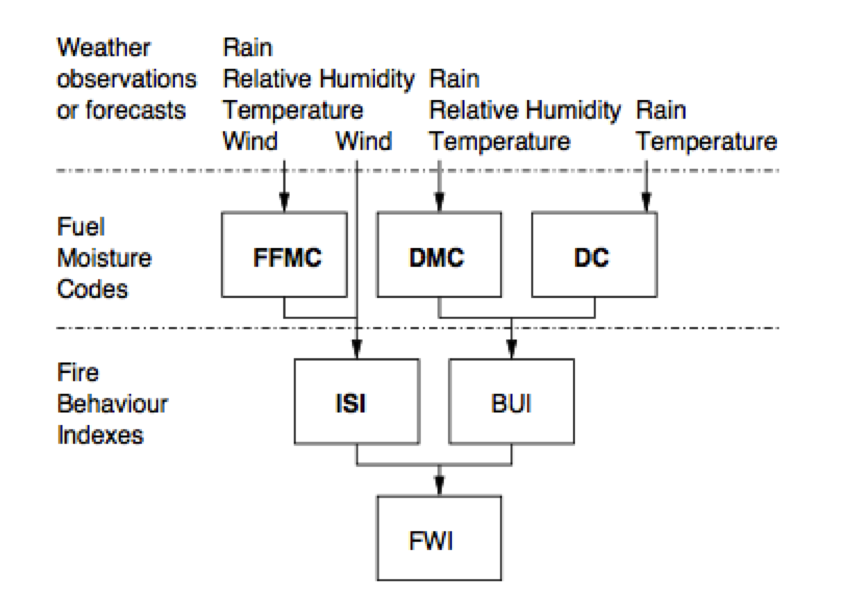 Weather
observations
or forecasts
Rain
Relative Humidity
Temperature
Wind
Wind
Rain
Relative Humidity
Temperature
Rain
Temperature
Fuel
Moisture
Codes
FFMC
DMC
DC
Fire
Behaviour
Indexes
ISI
BUI
FWI